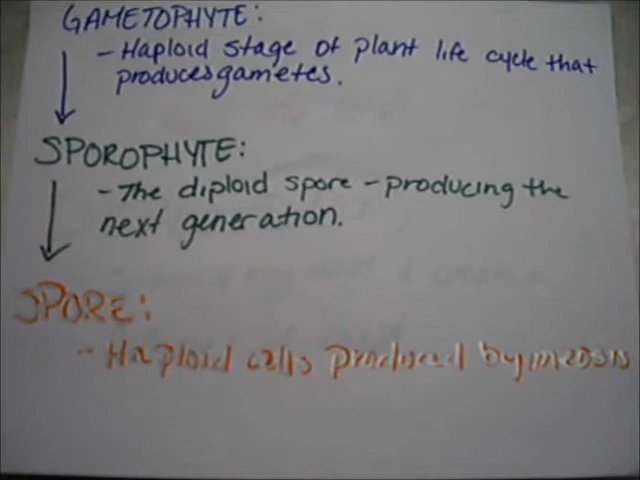 GAMETOPHYTE:
- Haploid stage of plant life cycle that
produces gametes.
SPOROPHYTE:
- The diploid spore - producing the
next generation.
SPORE:
- Haploid cells produced by meosis